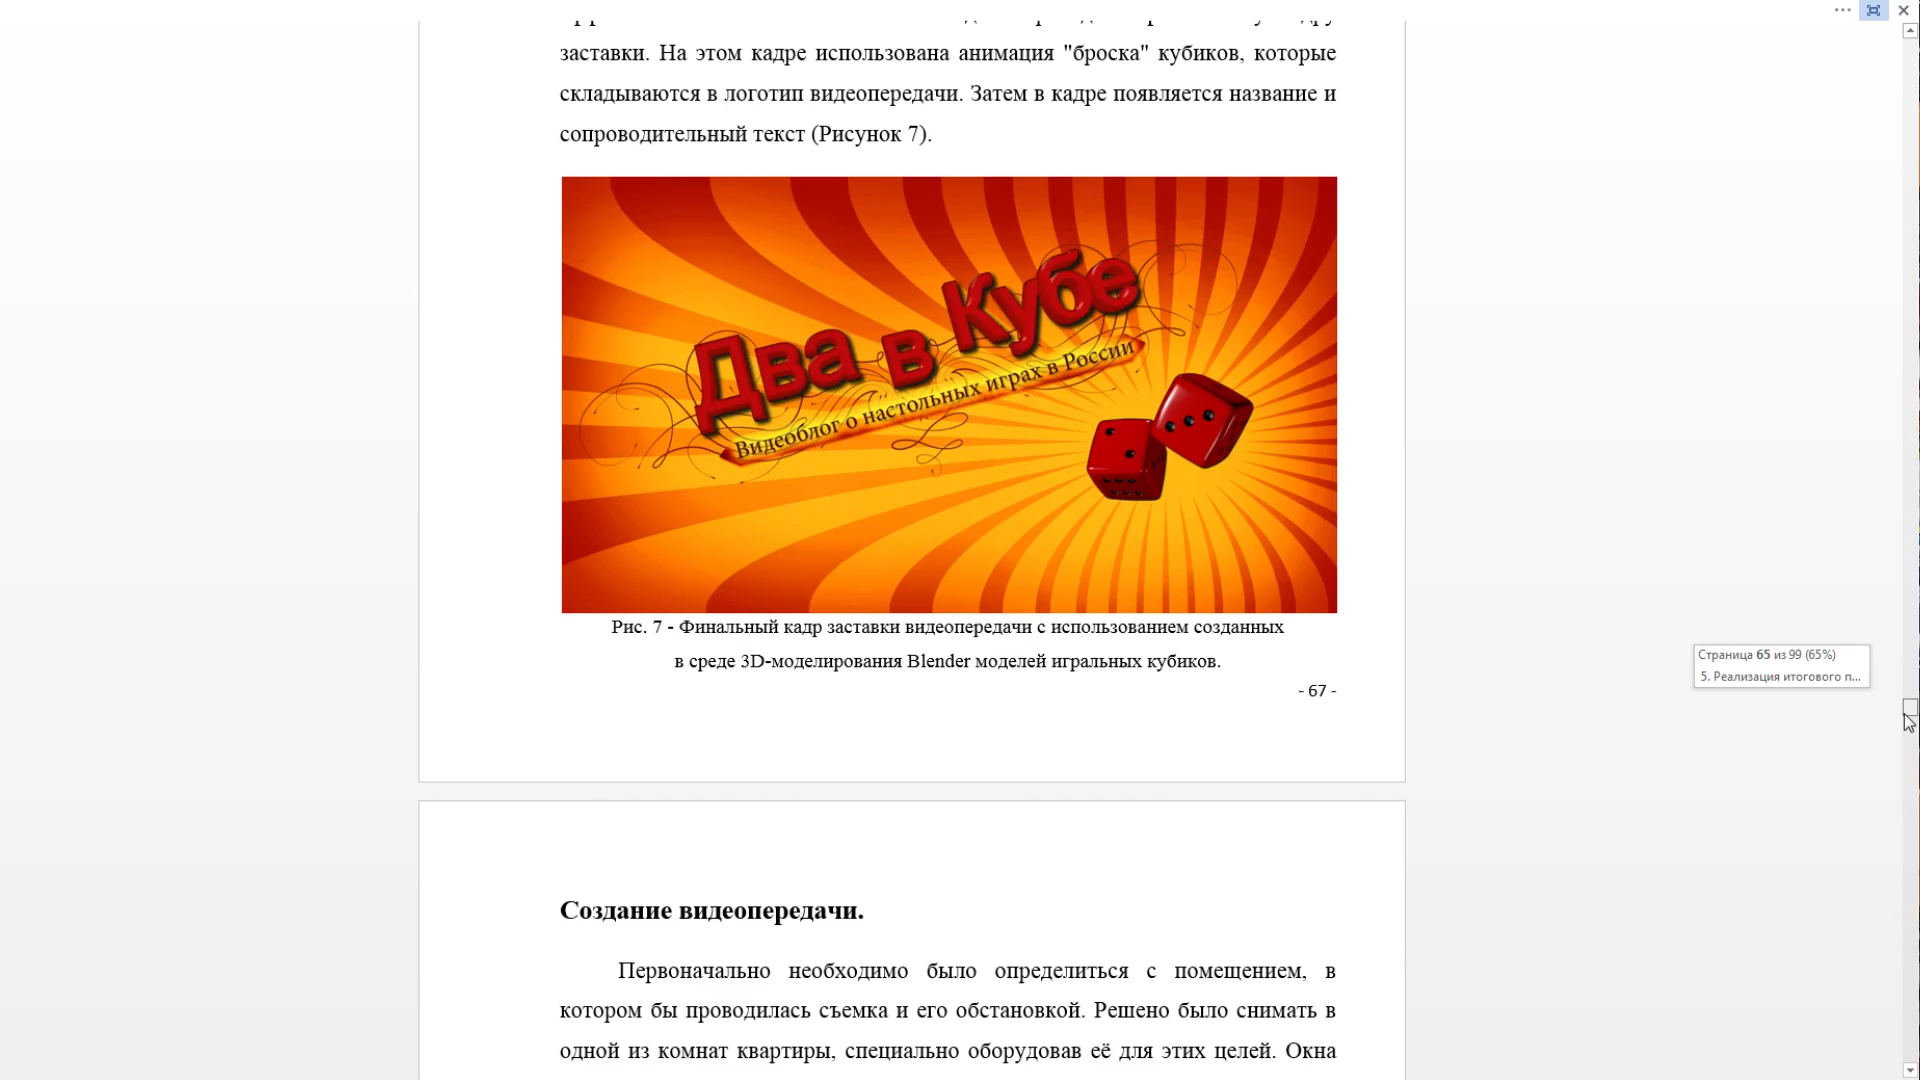 заставки. На этом кадре использована анимация "броска" кубиков, которые
складываются в логотип видеопередачи. Затем в кадре появляется название и
сопроводительный текст (Рисунок 7).
Два в Кубе
Видеоблог о настольных играх в России
Рис. 7 - Финальный кадр заставки видеопередачи с использованием созданных
в среде 3D-моделирования Blender моделей игральных кубиков.
- 67 -
Страница 65 из 99 (65%)
5. Реализация итогового п...
Создание видеопередачи.
Первоначально необходимо было определиться с помещением, в
котором бы проводилась съемка и его обстановкой. Решено было снимать в
одной из комнат квартиры, специально оборудовав её для этих целей. Окна